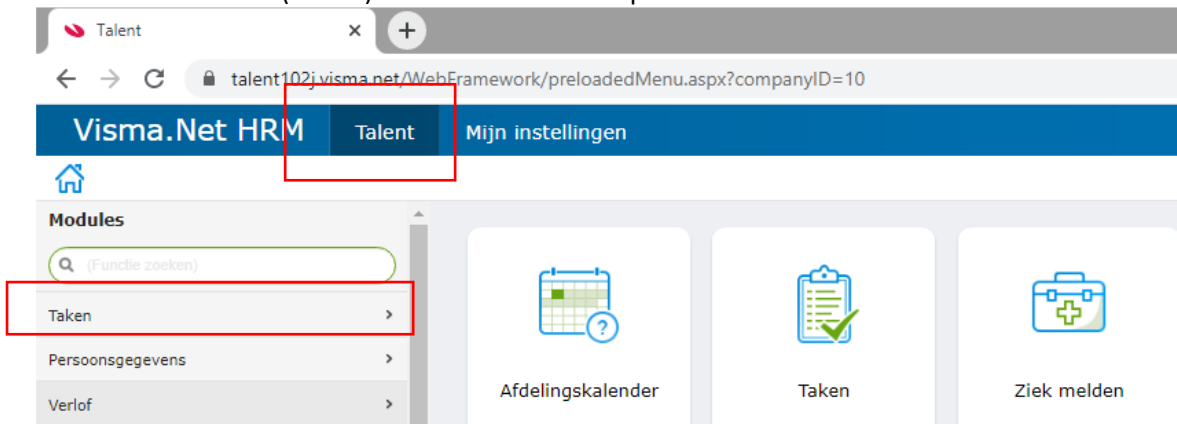 Talent
talent102j.visma.net/WebFramework/preloadedMenu.aspx?companyID=10
Visma.Net HRM Talent Mijn instellingen
Modules
(Functie zoeken)
Taken
Persoonsgegevens
Verlof
Afdelingskalender Taken Ziek melden